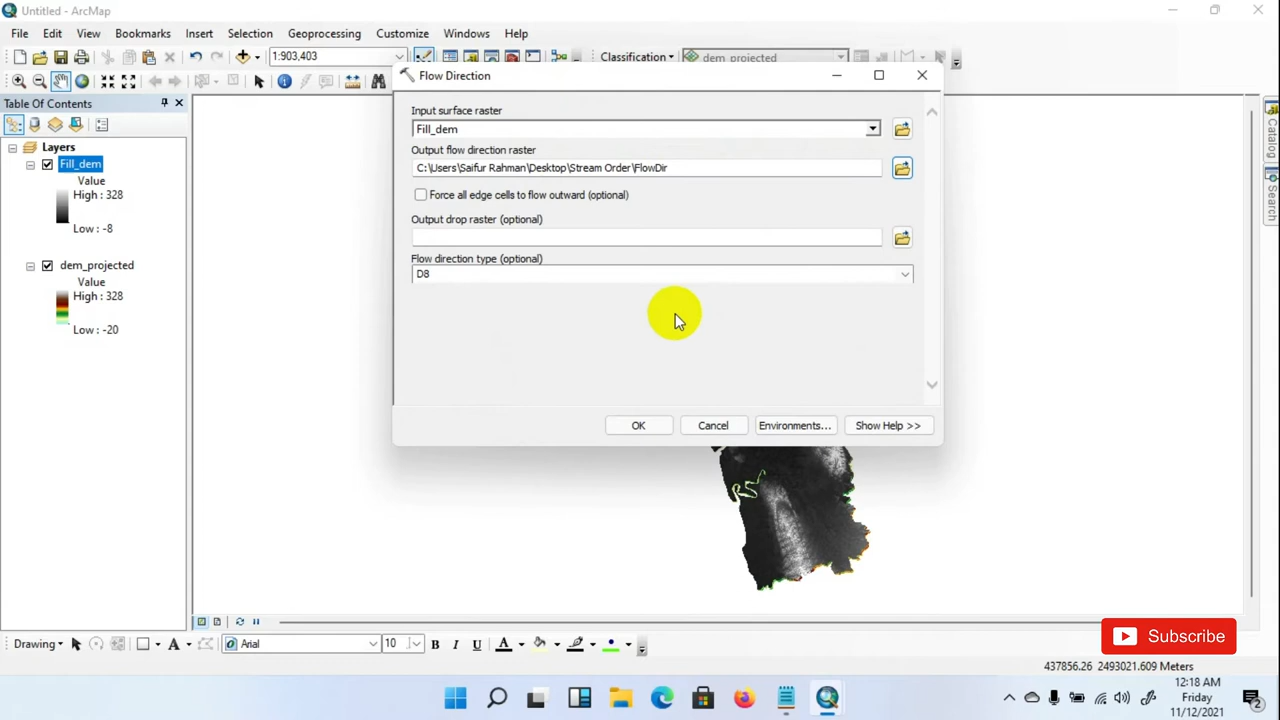 Untitled - ArcMap
File Edit View Bookmarks Insert Selection Geoprocessing Customize Windows Help
1:903,403 Classification dem_projected
Flow Direction
Table Of Contents
Layers
Fill_dem
Value
High : 328
Low : -8
dem_projected
Value
High : 328
Low : -20
Input surface raster
Fill_dem
Output flow direction raster
C:\Users\Saifur Rahman\Desktop\Stream Order\FlowDir
Force all edge cells to flow outward (optional)
Output drop raster (optional)
Flow direction type (optional)
D8
OK Cancel Environments... Show Help >>
Catalog
Search
Drawing Arial 10 B I U A
Subscribe
437856.26 2493021.609 Meters
12:18 AM
Friday
11/12/2021
2